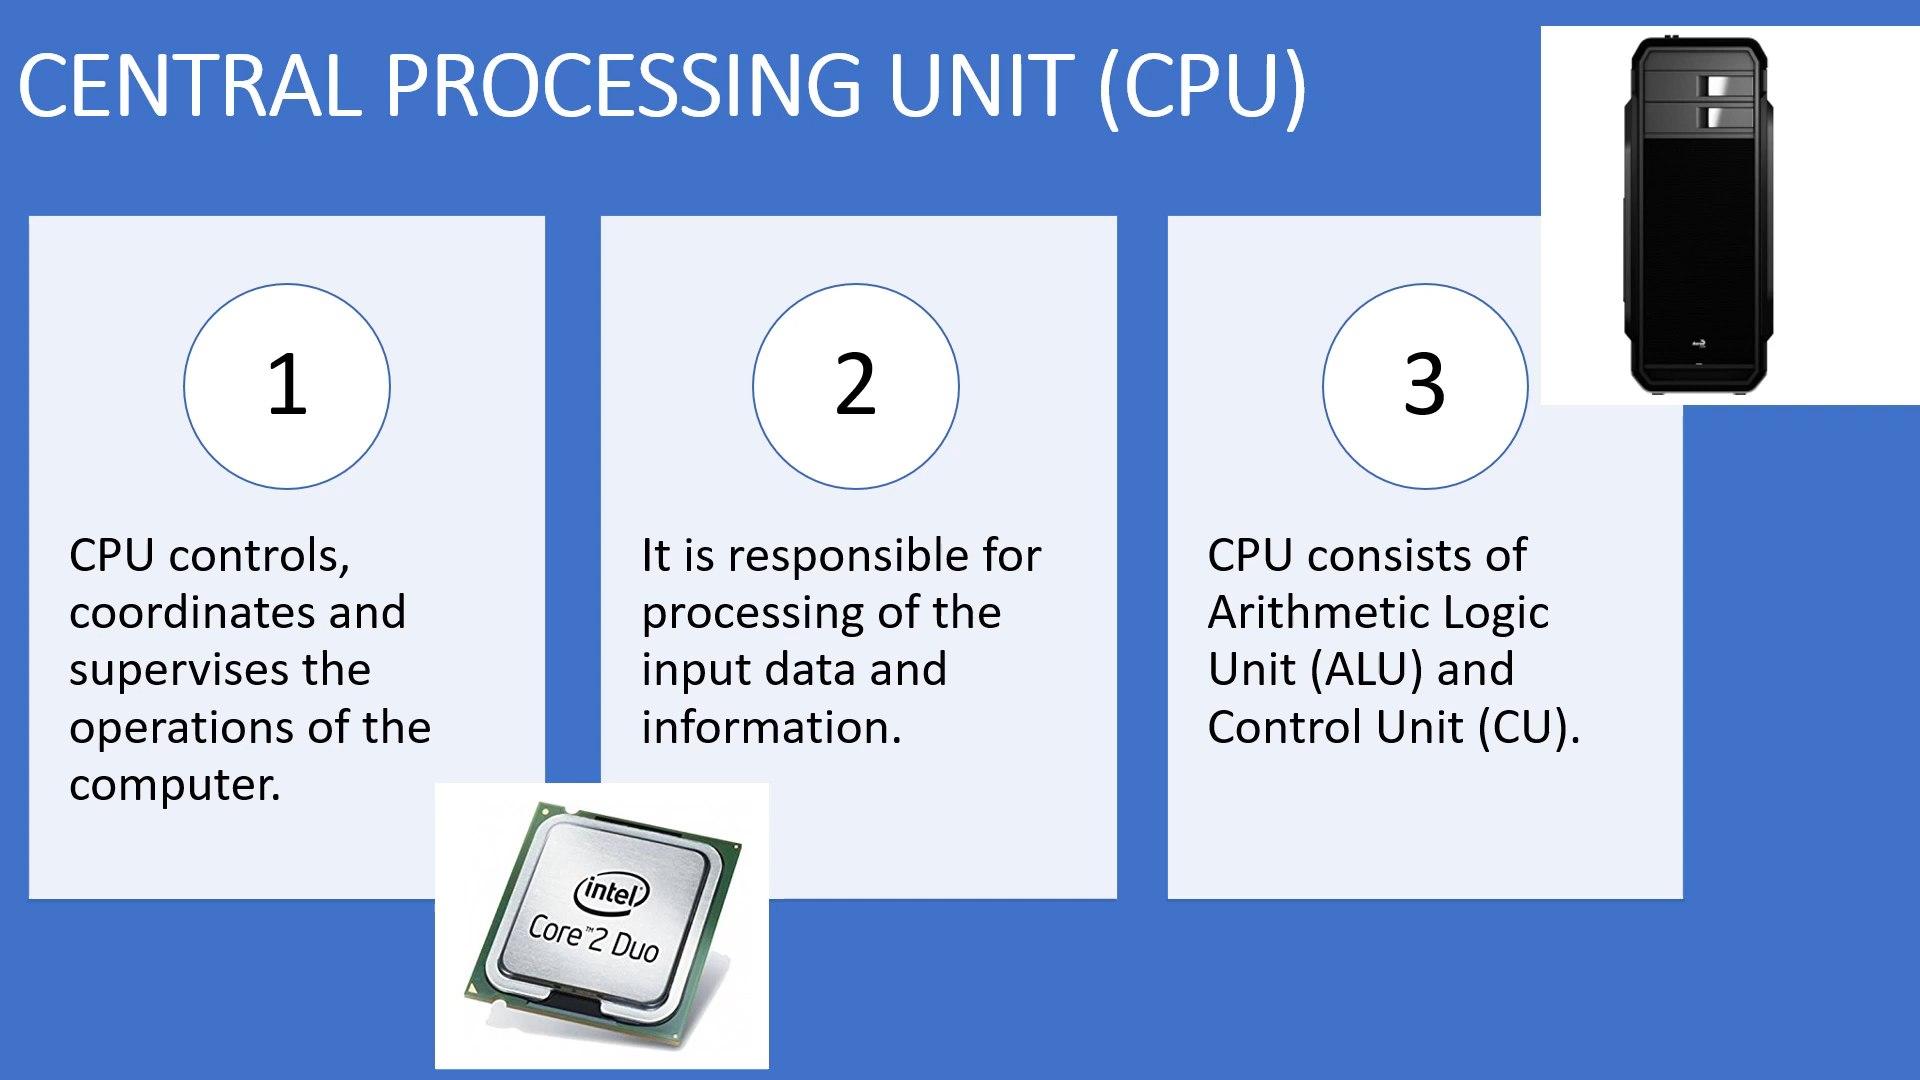 CENTRAL PROCESSING UNIT (CPU)
1
CPU controls,
coordinates and
supervises the
operations of the
computer.
2
It is responsible for
processing of the
input data and
information.
3
CPU consists of
Arithmetic Logic
Unit (ALU) and
Control Unit (CU).
intel
Core™2 Duo